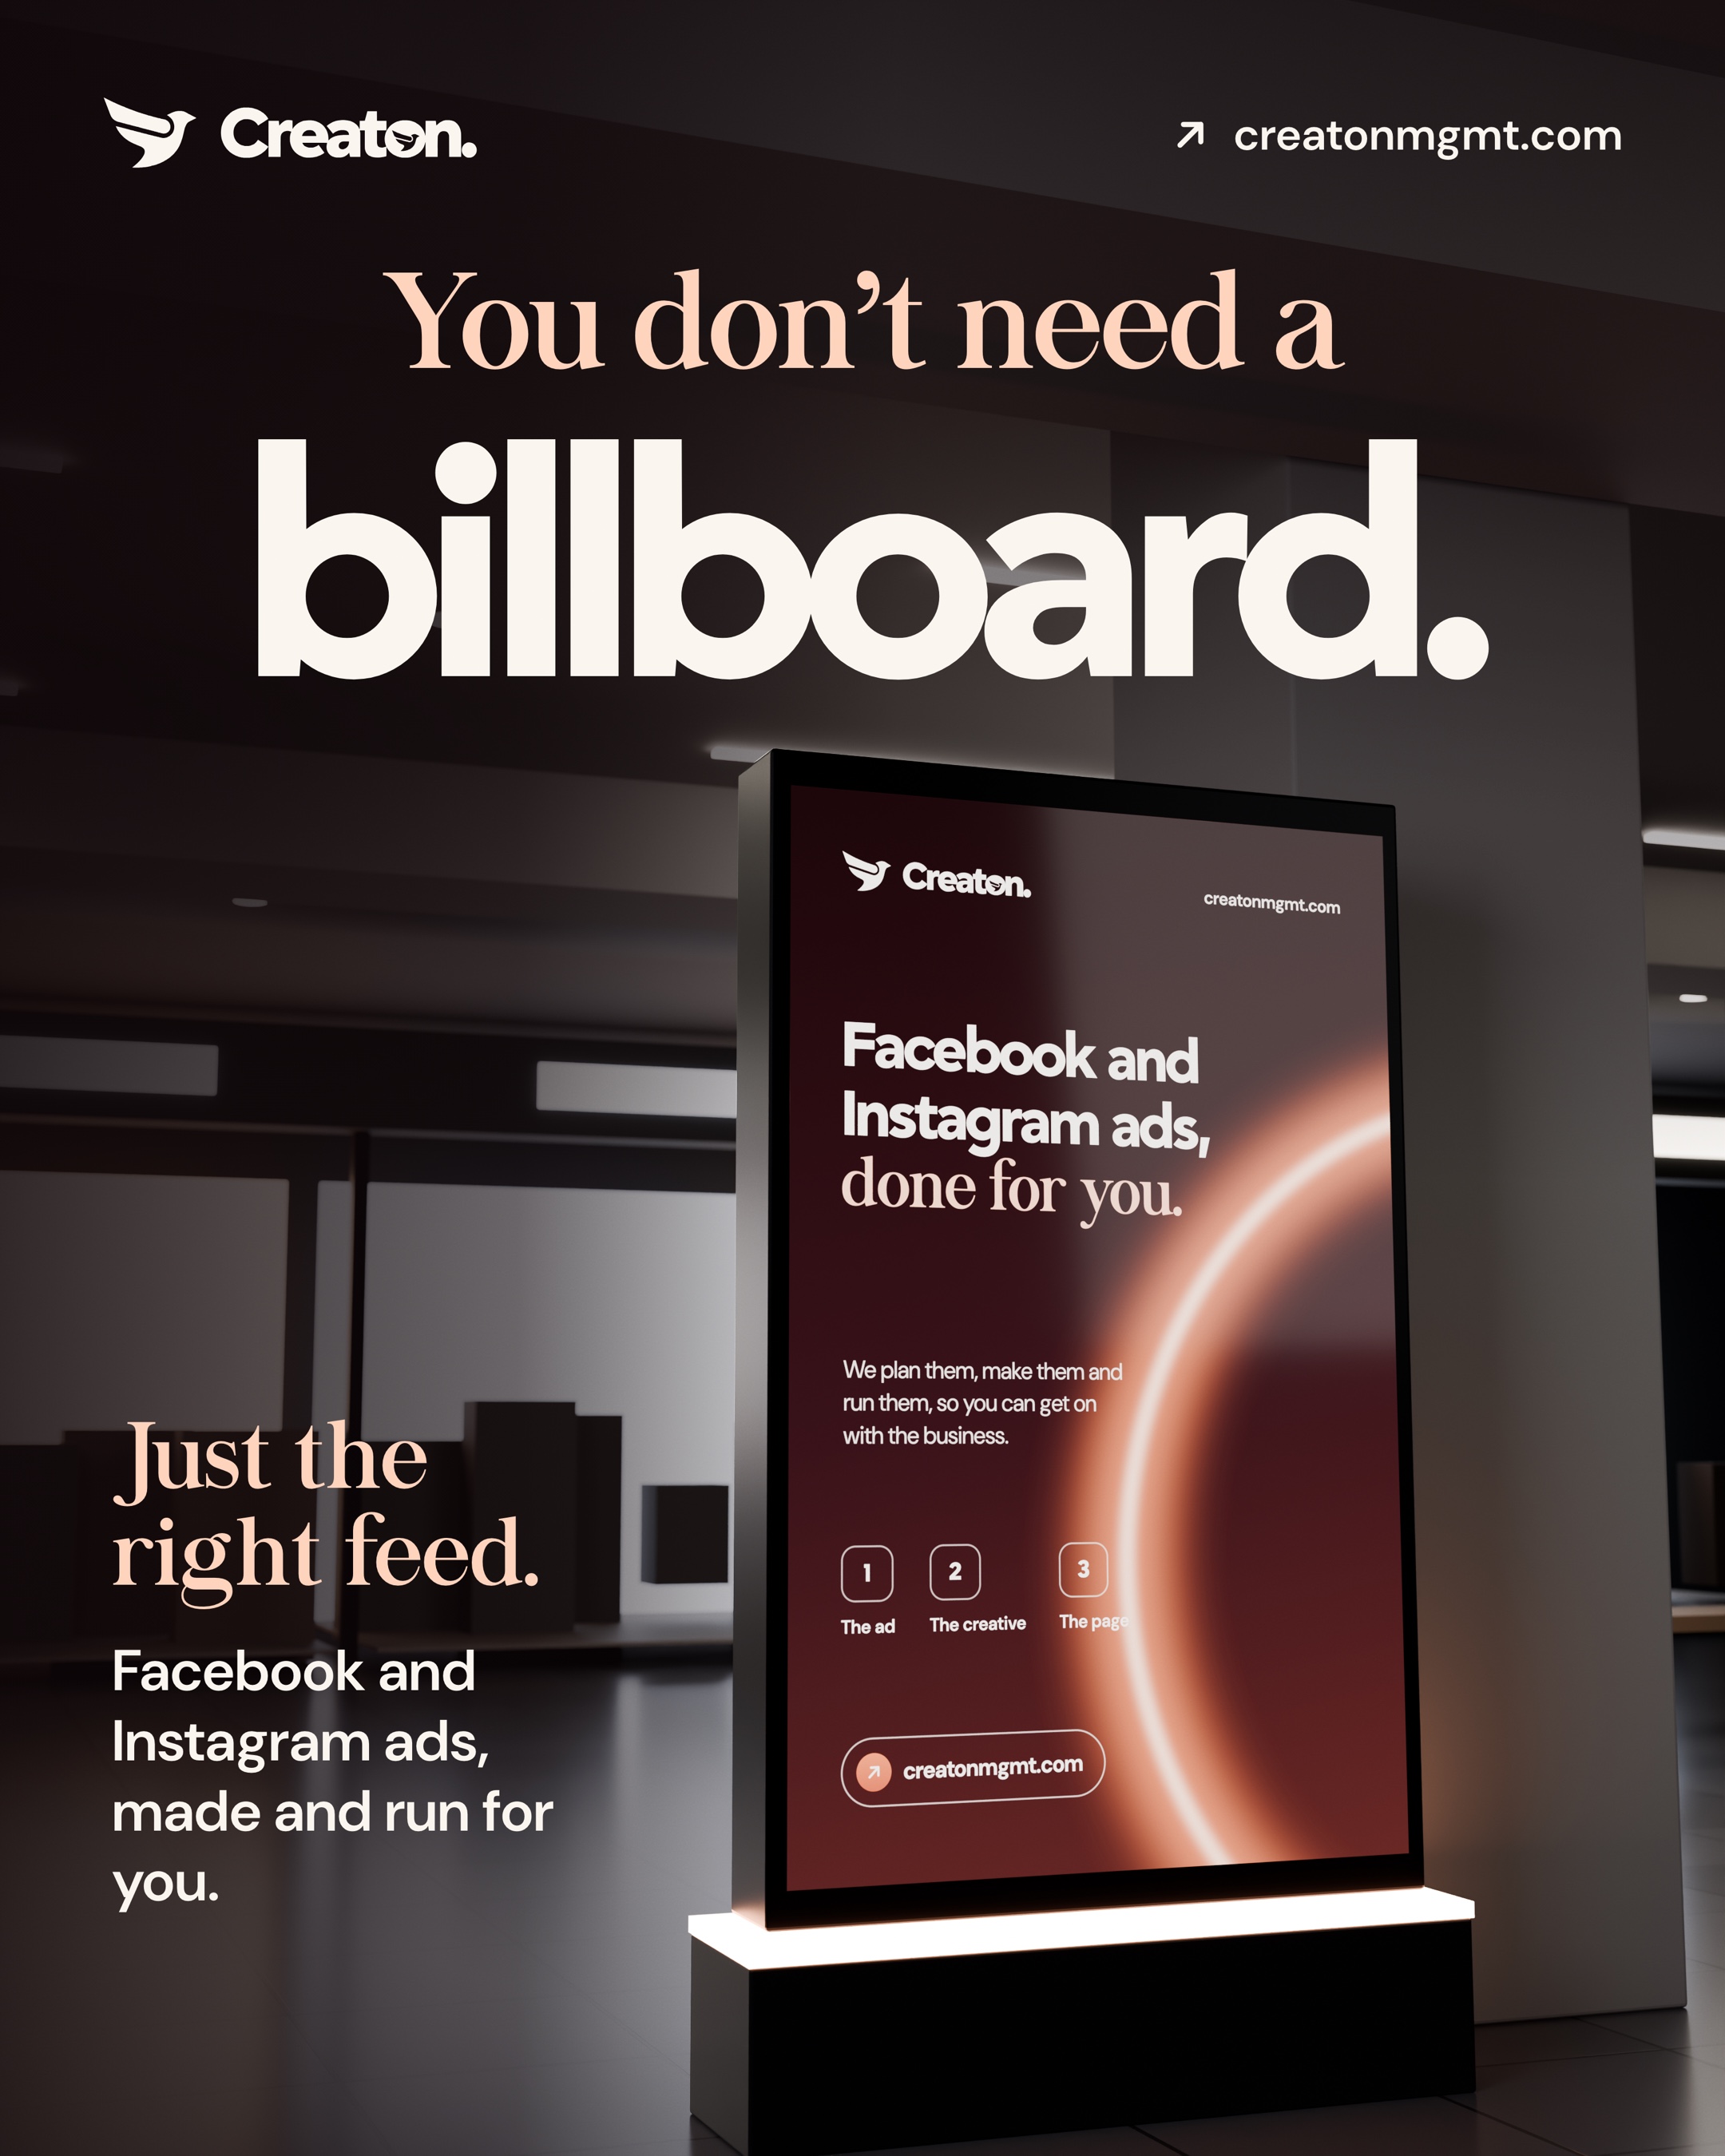 Creaton.
creatonmgmt.com
You don’t need a
billboard.
Creaton.
creatonmgmt.com
Facebook and
Instagram ads,
done for you.
We plan them, make them and
run them, so you can get on
with the business.
1
2
3
The ad
The creative
The page
creatonmgmt.com
Just the
right feed.
Facebook and
Instagram ads,
made and run for
you.